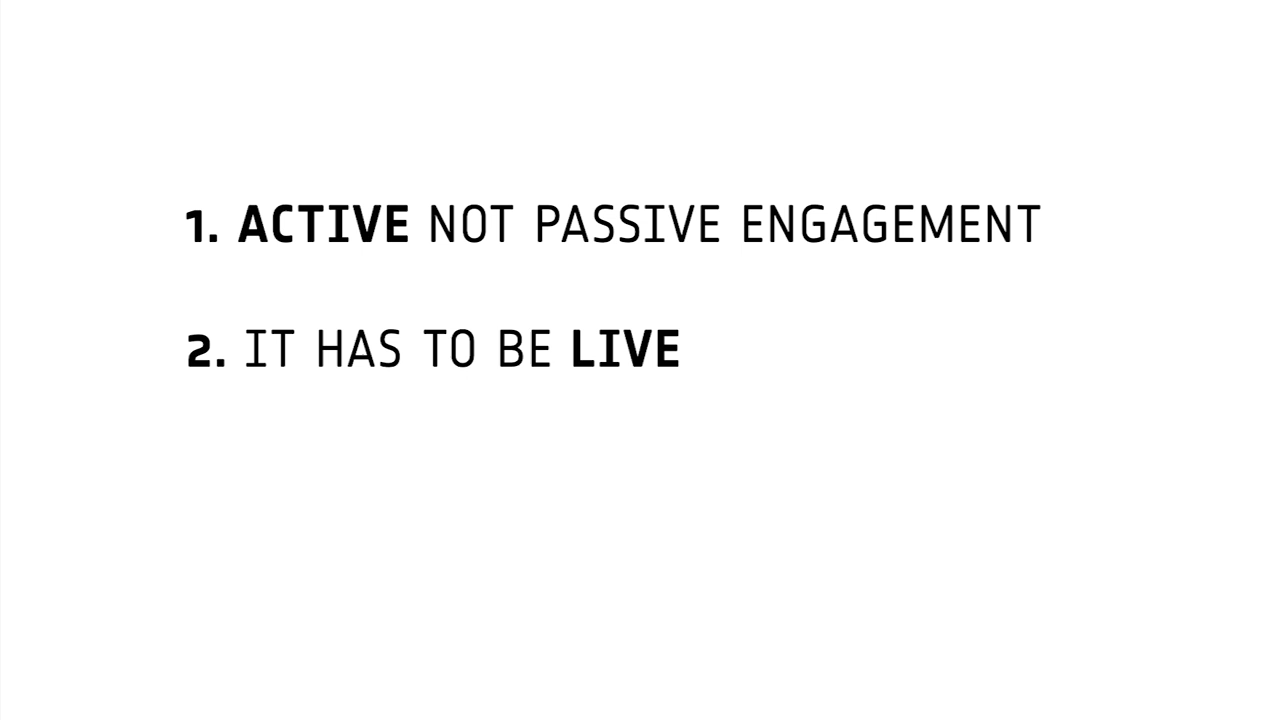 1. ACTIVE NOT PASSIVE ENGAGEMENT
2. IT HAS TO BE LIVE